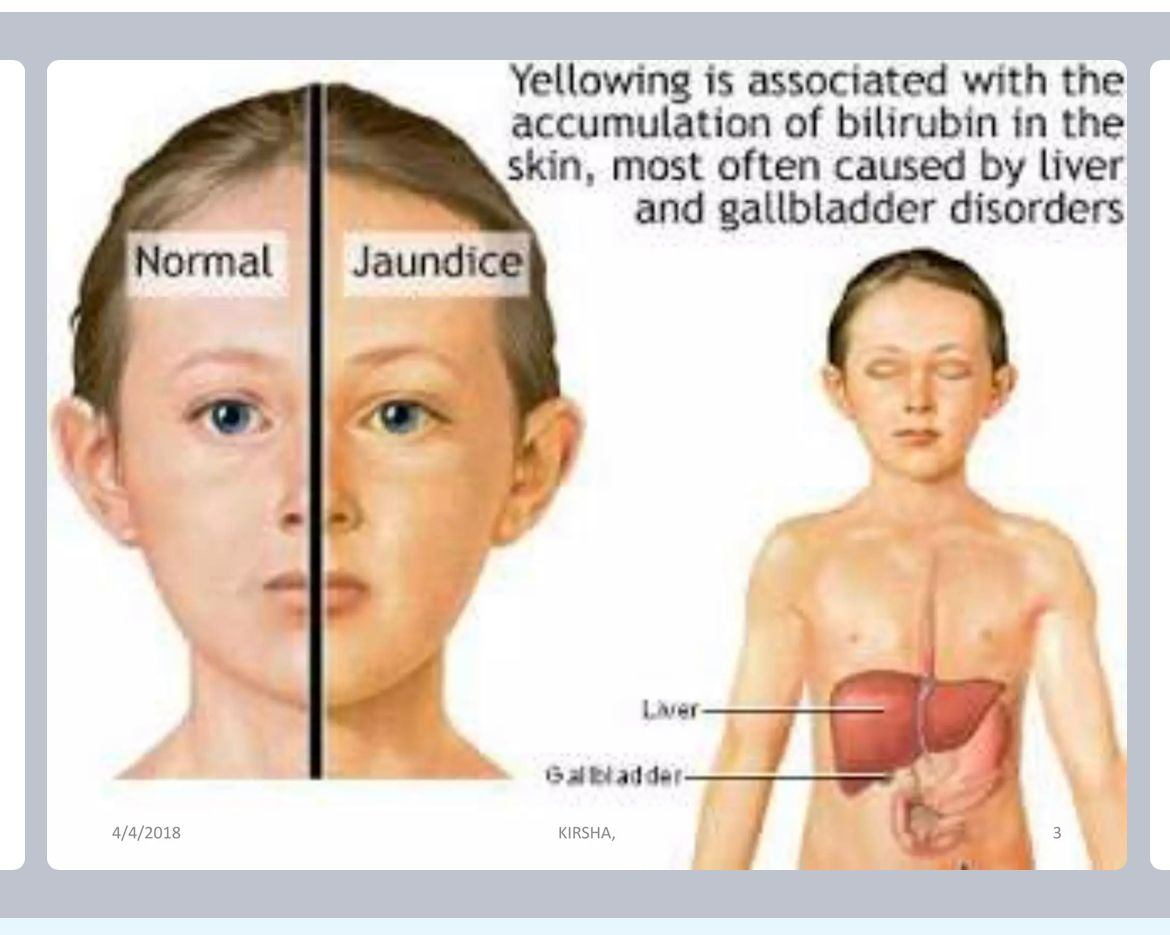 Yellowing is associated with the
accumulation of bilirubin in the
skin, most often caused by liver
and gallbladder disorders
Normal
Jaundice
Liver
Gallbladder
4/4/2018
KIRSHA,
3